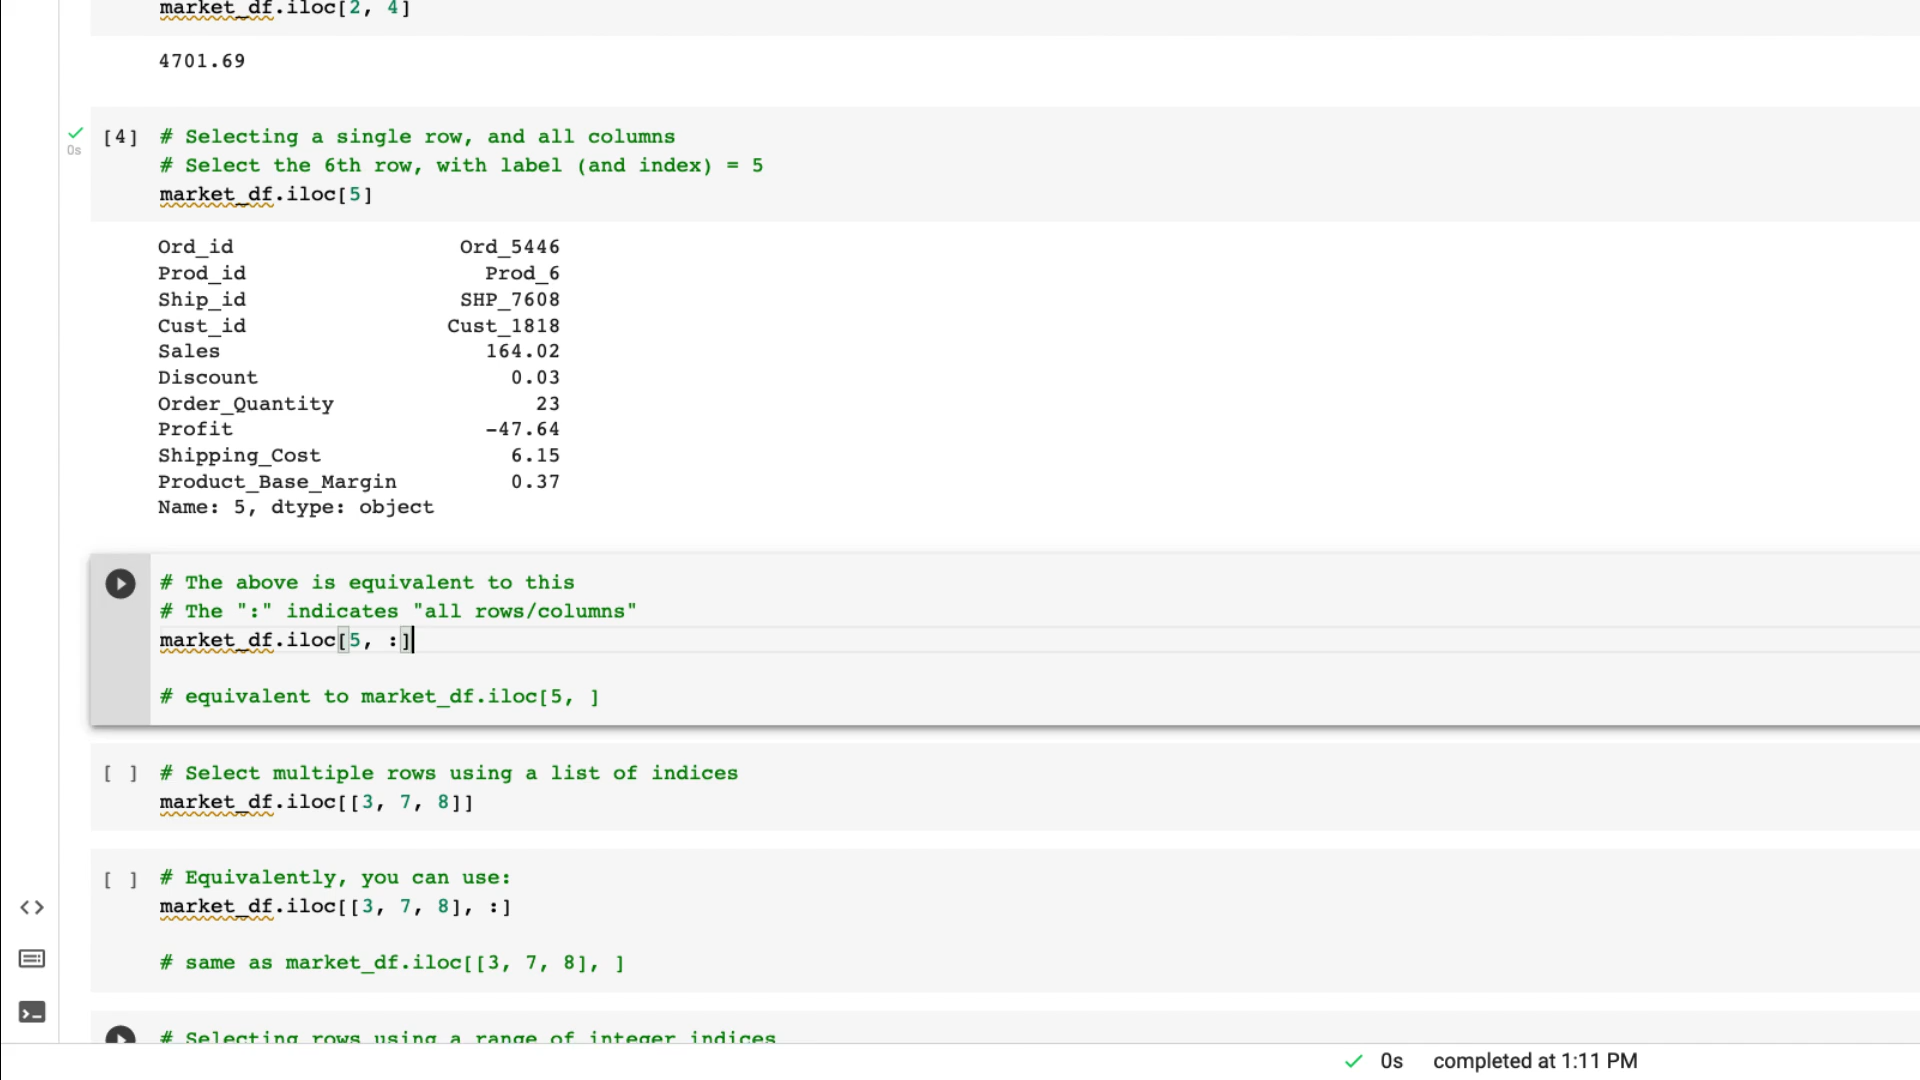 market_df.iloc[2, 4]
4701.69
[4] # Selecting a single row, and all columns
0s
# Select the 6th row, with label (and index) = 5
market_df.iloc[5]
Ord_id Ord_5446
Prod_id Prod_6
Ship_id SHP_7608
Cust_id Cust_1818
Sales 164.02
Discount 0.03
Order_Quantity 23
Profit -47.64
Shipping_Cost 6.15
Product_Base_Margin 0.37
Name: 5, dtype: object
# The above is equivalent to this
# The ":" indicates "all rows/columns"
market_df.iloc[5, :]
# equivalent to market_df.iloc[5, ]
[ ] # Select multiple rows using a list of indices
market_df.iloc[[3, 7, 8]]
[ ] # Equivalently, you can use:
market_df.iloc[[3, 7, 8], :]
# same as market_df.iloc[[3, 7, 8], ]
# Selecting rows using a range of integer indices
0s completed at 1:11 PM